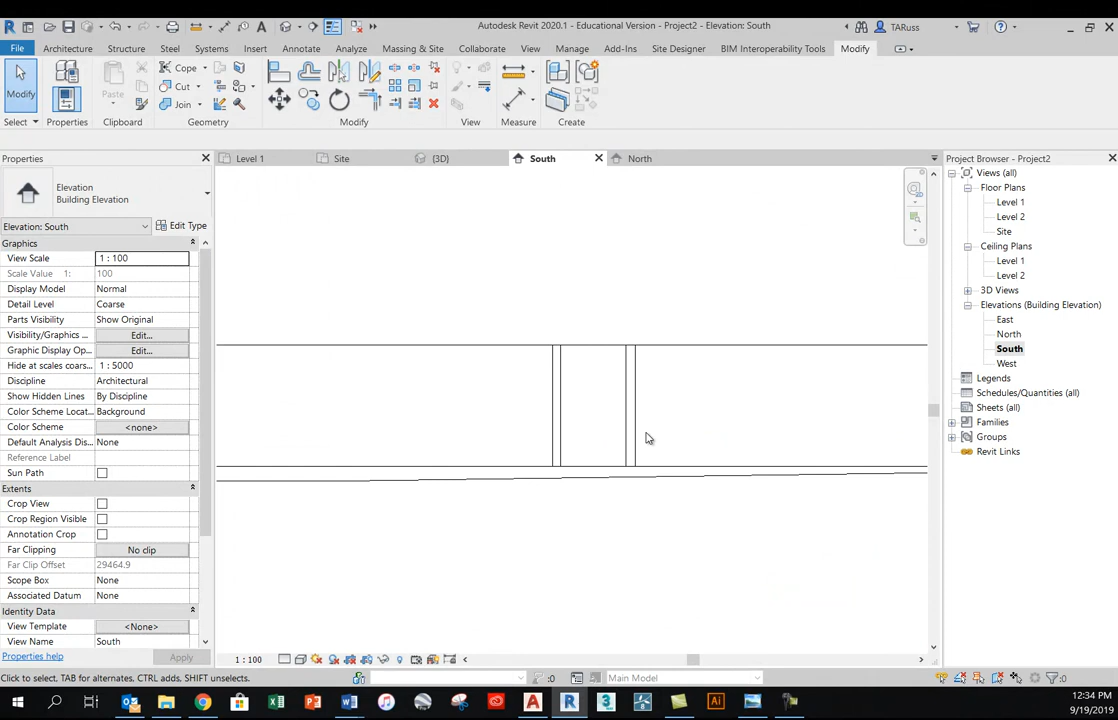 Autodesk Revit 2020.1 - Educational Version - Project2 - Elevation: South
TARuss
File Architecture Structure Steel Systems Insert Annotate Analyze Massing & Site Collaborate View Manage Add-Ins Site Designer BIM Interoperability Tools Modify
Modify
Paste
Cope
Cut
Join
Select Properties Clipboard Geometry Modify View Measure Create
Properties
Level 1 Site (3D) South North
Project Browser - Project2
Elevation
Building Elevation
Elevation: South Edit Type
Graphics
View Scale 1 : 100
Scale Value 1: 100
Display Model Normal
Detail Level Coarse
Parts Visibility Show Original
Visibility/Graphics ... Edit...
Graphic Display Op... Edit...
Hide at scales coars... 1 : 5000
Discipline Architectural
Show Hidden Lines By Discipline
Color Scheme Locat... Background
Color Scheme <none>
Default Analysis Dis... None
Reference Label
Sun Path
Extents
Crop View
Crop Region Visible
Annotation Crop
Far Clipping No clip
Far Clip Offset 29464.9
Scope Box None
Associated Datum None
Identity Data
View Template <None>
View Name South
Properties help Apply
Views (all)
Floor Plans
Level 1
Level 2
Site
Ceiling Plans
Level 1
Level 2
3D Views
Elevations (Building Elevation)
East
North
South
West
Legends
Schedules/Quantities (all)
Sheets (all)
Families
Groups
Revit Links
1 : 100
Click to select, TAB for alternates, CTRL adds, SHIFT unselects.
:0
Main Model
:0
12:34 PM
9/19/2019